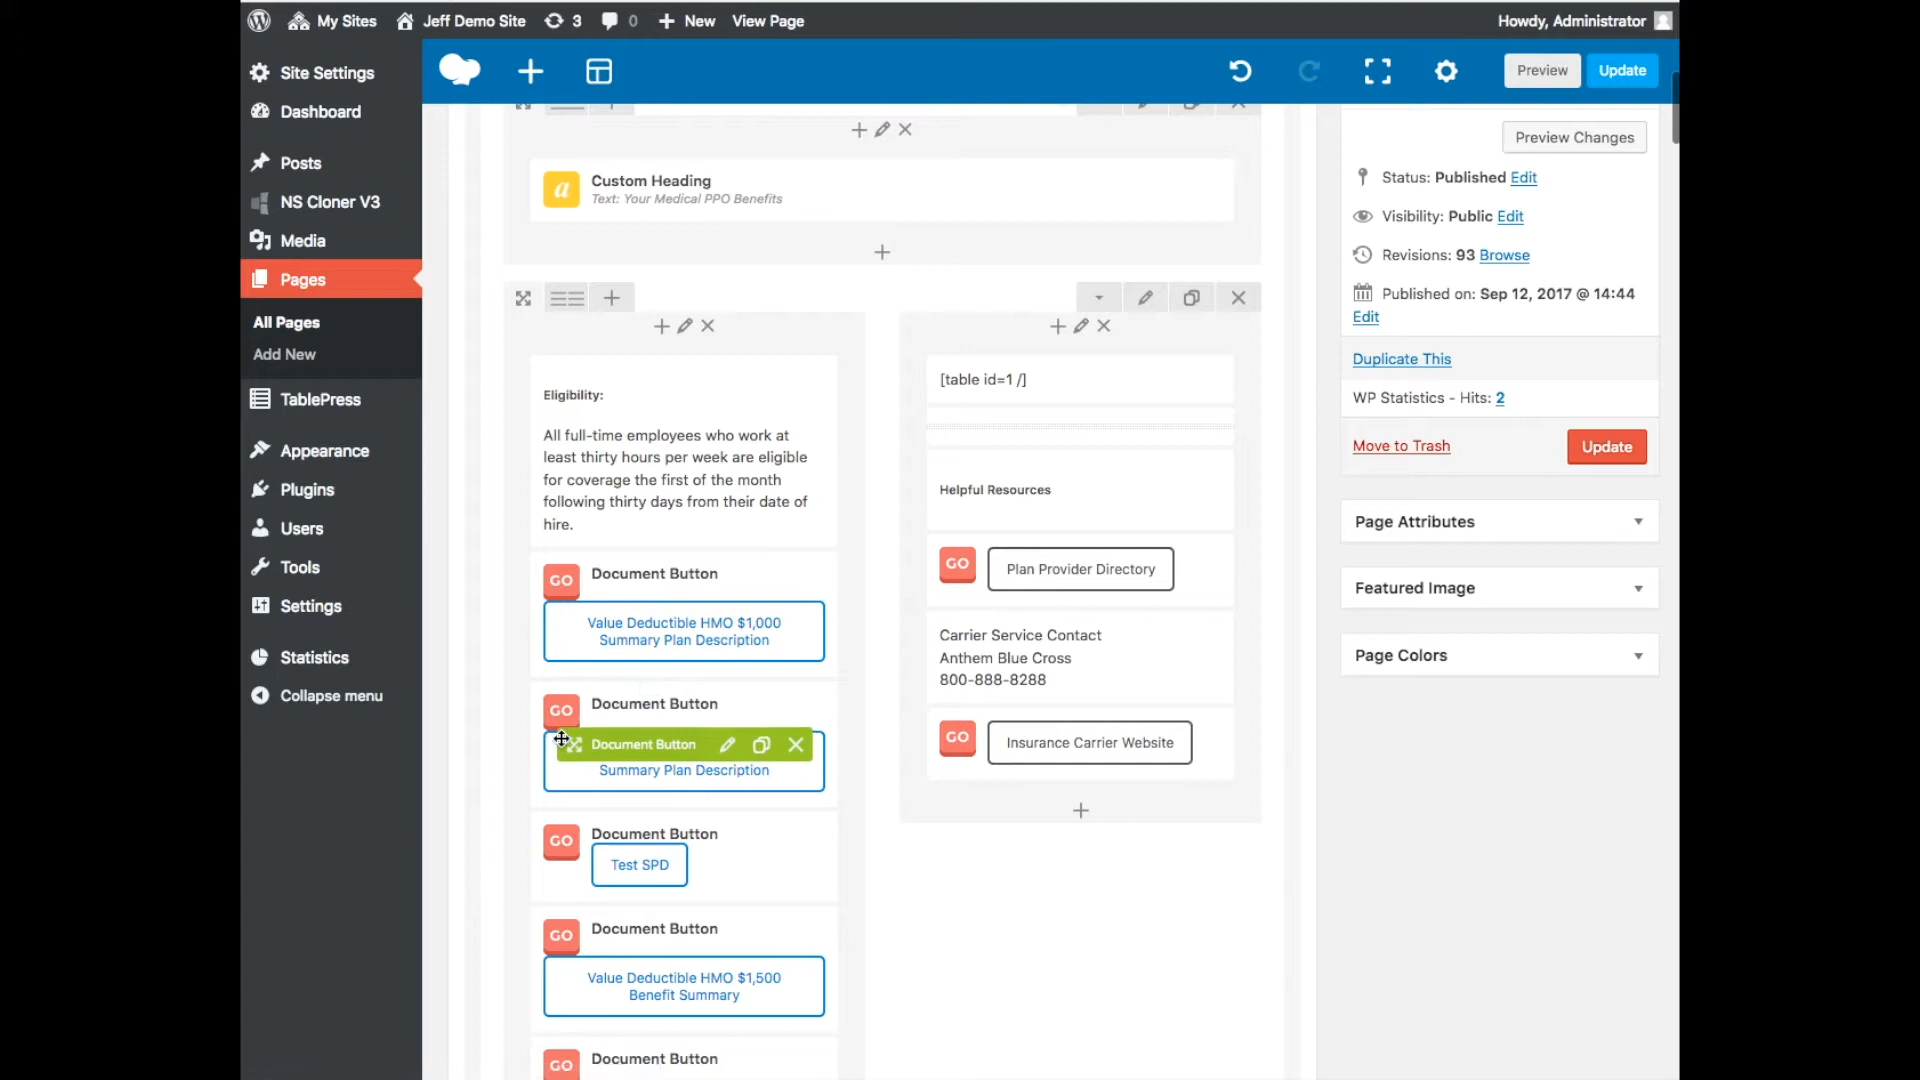 My Sites
Jeff Demo Site
3
0
New
View Page
Howdy, Administrator
Site Settings
Dashboard
Posts
NS Cloner V3
Media
Pages
All Pages
Add New
TablePress
Appearance
Plugins
Users
Tools
Settings
Statistics
Collapse menu
Preview
Update
a
Custom Heading
Text: Your Medical PPO Benefits
Eligibility:
All full-time employees who work at
least thirty hours per week are eligible
for coverage the first of the month
following thirty days from their date of
hire.
GO
Document Button
Value Deductible HMO $1,000
Summary Plan Description
GO
Document Button
Document Button
Summary Plan Description
GO
Document Button
Test SPD
GO
Document Button
Value Deductible HMO $1,500
Benefit Summary
GO
Document Button
[table id=1 /]
Helpful Resources
GO
Plan Provider Directory
Carrier Service Contact
Anthem Blue Cross
800-888-8288
GO
Insurance Carrier Website
Preview Changes
Status: Published Edit
Visibility: Public Edit
Revisions: 93 Browse
Published on: Sep 12, 2017 @ 14:44
Edit
Duplicate This
WP Statistics - Hits: 2
Move to Trash
Update
Page Attributes
Featured Image
Page Colors